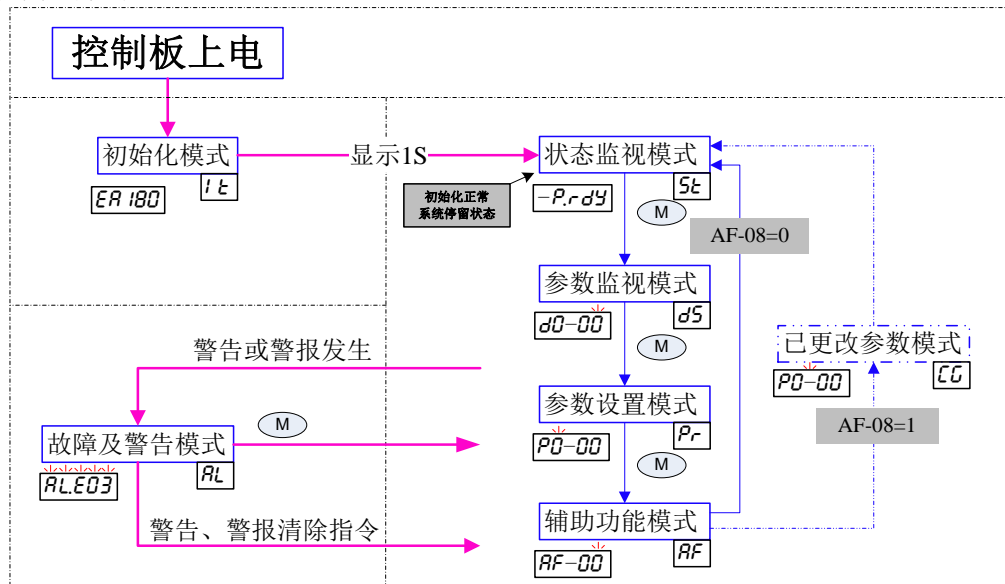 控制板上电
初始化模式
It
EA180
显示1S
状态监视模式
St
-P.rdy
初始化正常
系统停留状态
M
AF-08=0
参数监视模式
dS
d0-00
M
已更改参数模式
CG
P0-00
AF-08=1
警告或警报发生
参数设置模式
Pr
P0-00
M
M
故障及警告模式
AL
AL.E03
警告、警报清除指令
辅助功能模式
AF
AF-00